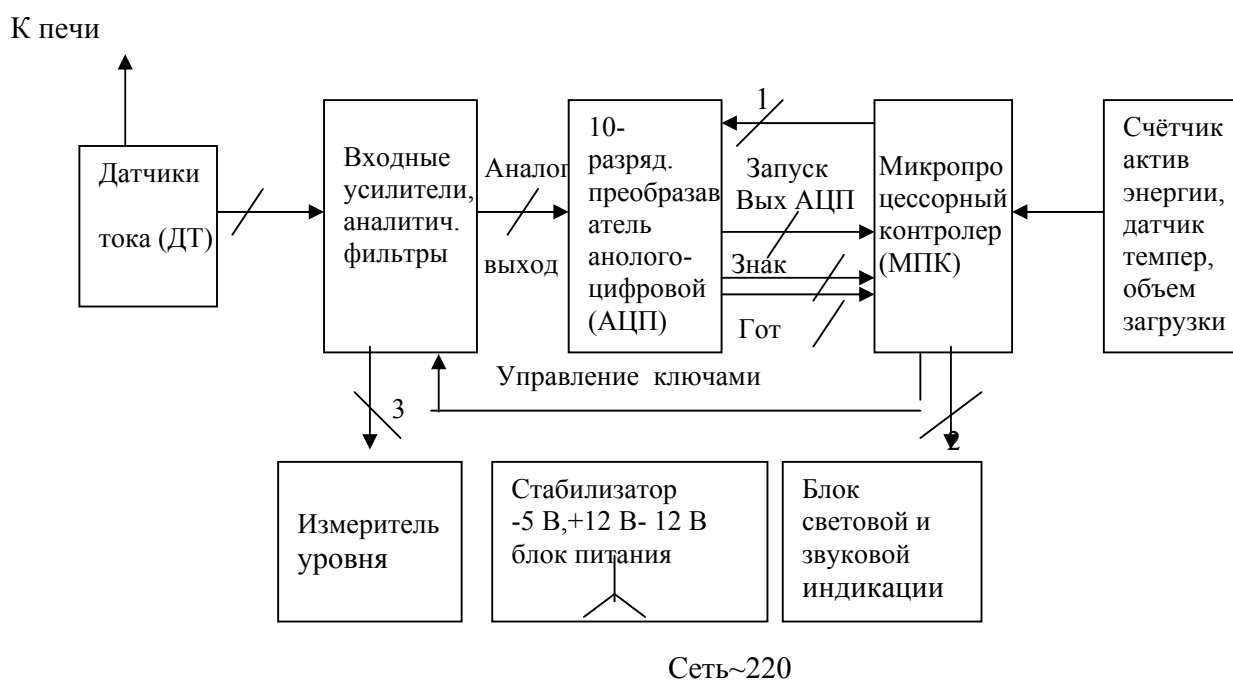 К печи
Датчики
тока (ДТ)
Входные
усилители,
аналитич.
фильтры
Аналог
выход
10-
разряд.
преобразав
атель
анолого-
цифровой
(АЦП)
1
Запуск
Вых АЦП
Знак
Гот
Микропро
цессорный
контролер
(МПК)
Счётчик
актив
энергии,
датчик
темпер,
объем
загрузки
Управление ключами
3
2
Измеритель
уровня
Стабилизатор
-5 В,+12 В- 12 В
блок питания
Блок
световой и
звуковой
индикации
Сеть~220